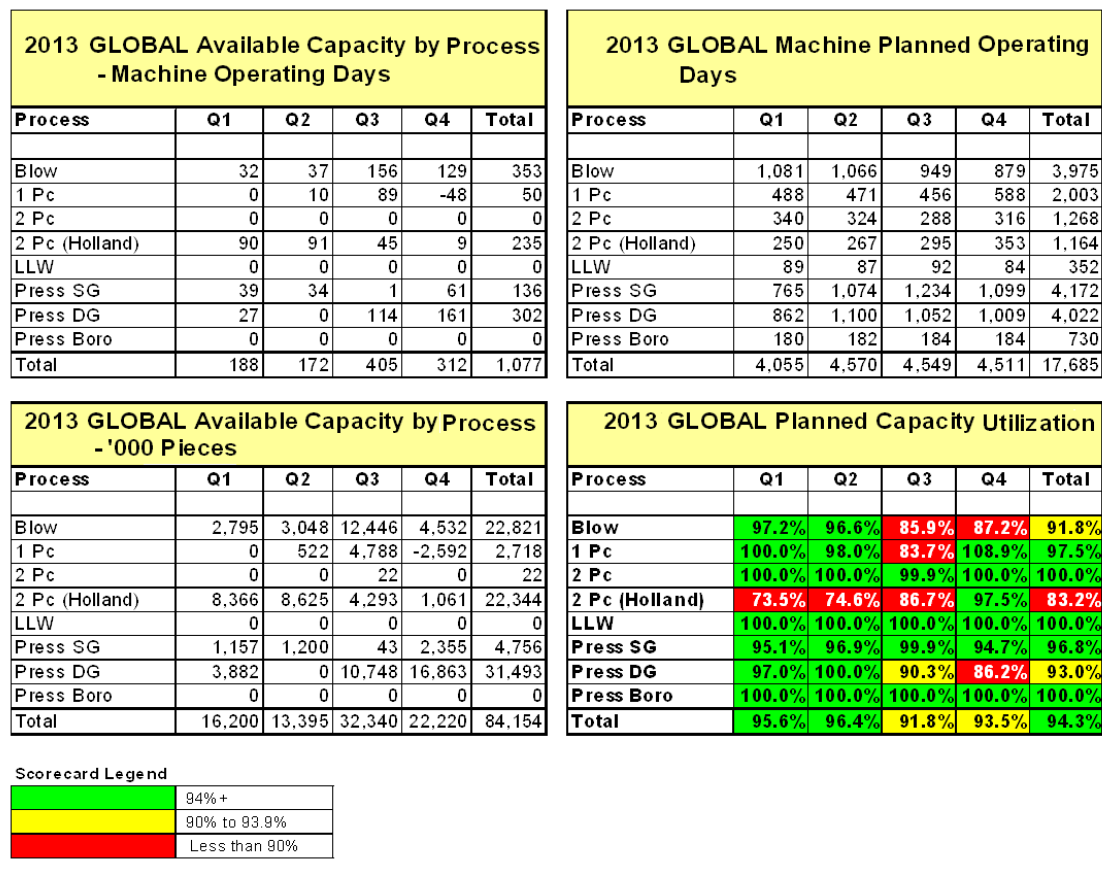 2013 GLOBAL Available Capacity by Process
- Machine Operating Days
Process Q1 Q2 Q3 Q4 Total
Blow 32 37 156 129 353
1 Pc 0 10 89 -48 50
2 Pc 0 0 0 0 0
2 Pc (Holland) 90 91 45 9 235
LLW 0 0 0 0 0
Press SG 39 34 1 61 136
Press DG 27 0 114 161 302
Press Boro 0 0 0 0 0
Total 188 172 405 312 1,077
2013 GLOBAL Machine Planned Operating
Days
Process Q1 Q2 Q3 Q4 Total
Blow 1,081 1,066 949 879 3,975
1 Pc 488 471 456 588 2,003
2 Pc 340 324 288 316 1,268
2 Pc (Holland) 250 267 295 353 1,164
LLW 89 87 92 84 352
Press SG 765 1,074 1,234 1,099 4,172
Press DG 862 1,100 1,052 1,009 4,022
Press Boro 180 182 184 184 730
Total 4,055 4,570 4,549 4,511 17,685
2013 GLOBAL Available Capacity by Process
- '000 Pieces
Process Q1 Q2 Q3 Q4 Total
Blow 2,795 3,048 12,446 4,532 22,821
1 Pc 0 522 4,788 -2,592 2,718
2 Pc 0 0 22 0 22
2 Pc (Holland) 8,366 8,625 4,293 1,061 22,344
LLW 0 0 0 0 0
Press SG 1,157 1,200 43 2,355 4,756
Press DG 3,882 0 10,748 16,863 31,493
Press Boro 0 0 0 0 0
Total 16,200 13,395 32,340 22,220 84,154
2013 GLOBAL Planned Capacity Utilization
Process Q1 Q2 Q3 Q4 Total
Blow 97.2% 96.6% 85.9% 87.2% 91.8%
1 Pc 100.0% 98.0% 83.7% 108.9% 97.5%
2 Pc 100.0% 100.0% 99.9% 100.0% 100.0%
2 Pc (Holland) 73.5% 74.6% 86.7% 97.5% 83.2%
LLW 100.0% 100.0% 100.0% 100.0% 100.0%
Press SG 95.1% 96.9% 99.9% 94.7% 96.8%
Press DG 97.0% 100.0% 90.3% 86.2% 93.0%
Press Boro 100.0% 100.0% 100.0% 100.0% 100.0%
Total 95.6% 96.4% 91.8% 93.5% 94.3%
Scorecard Legend
94%+
90% to 93.9%
Less than 90%